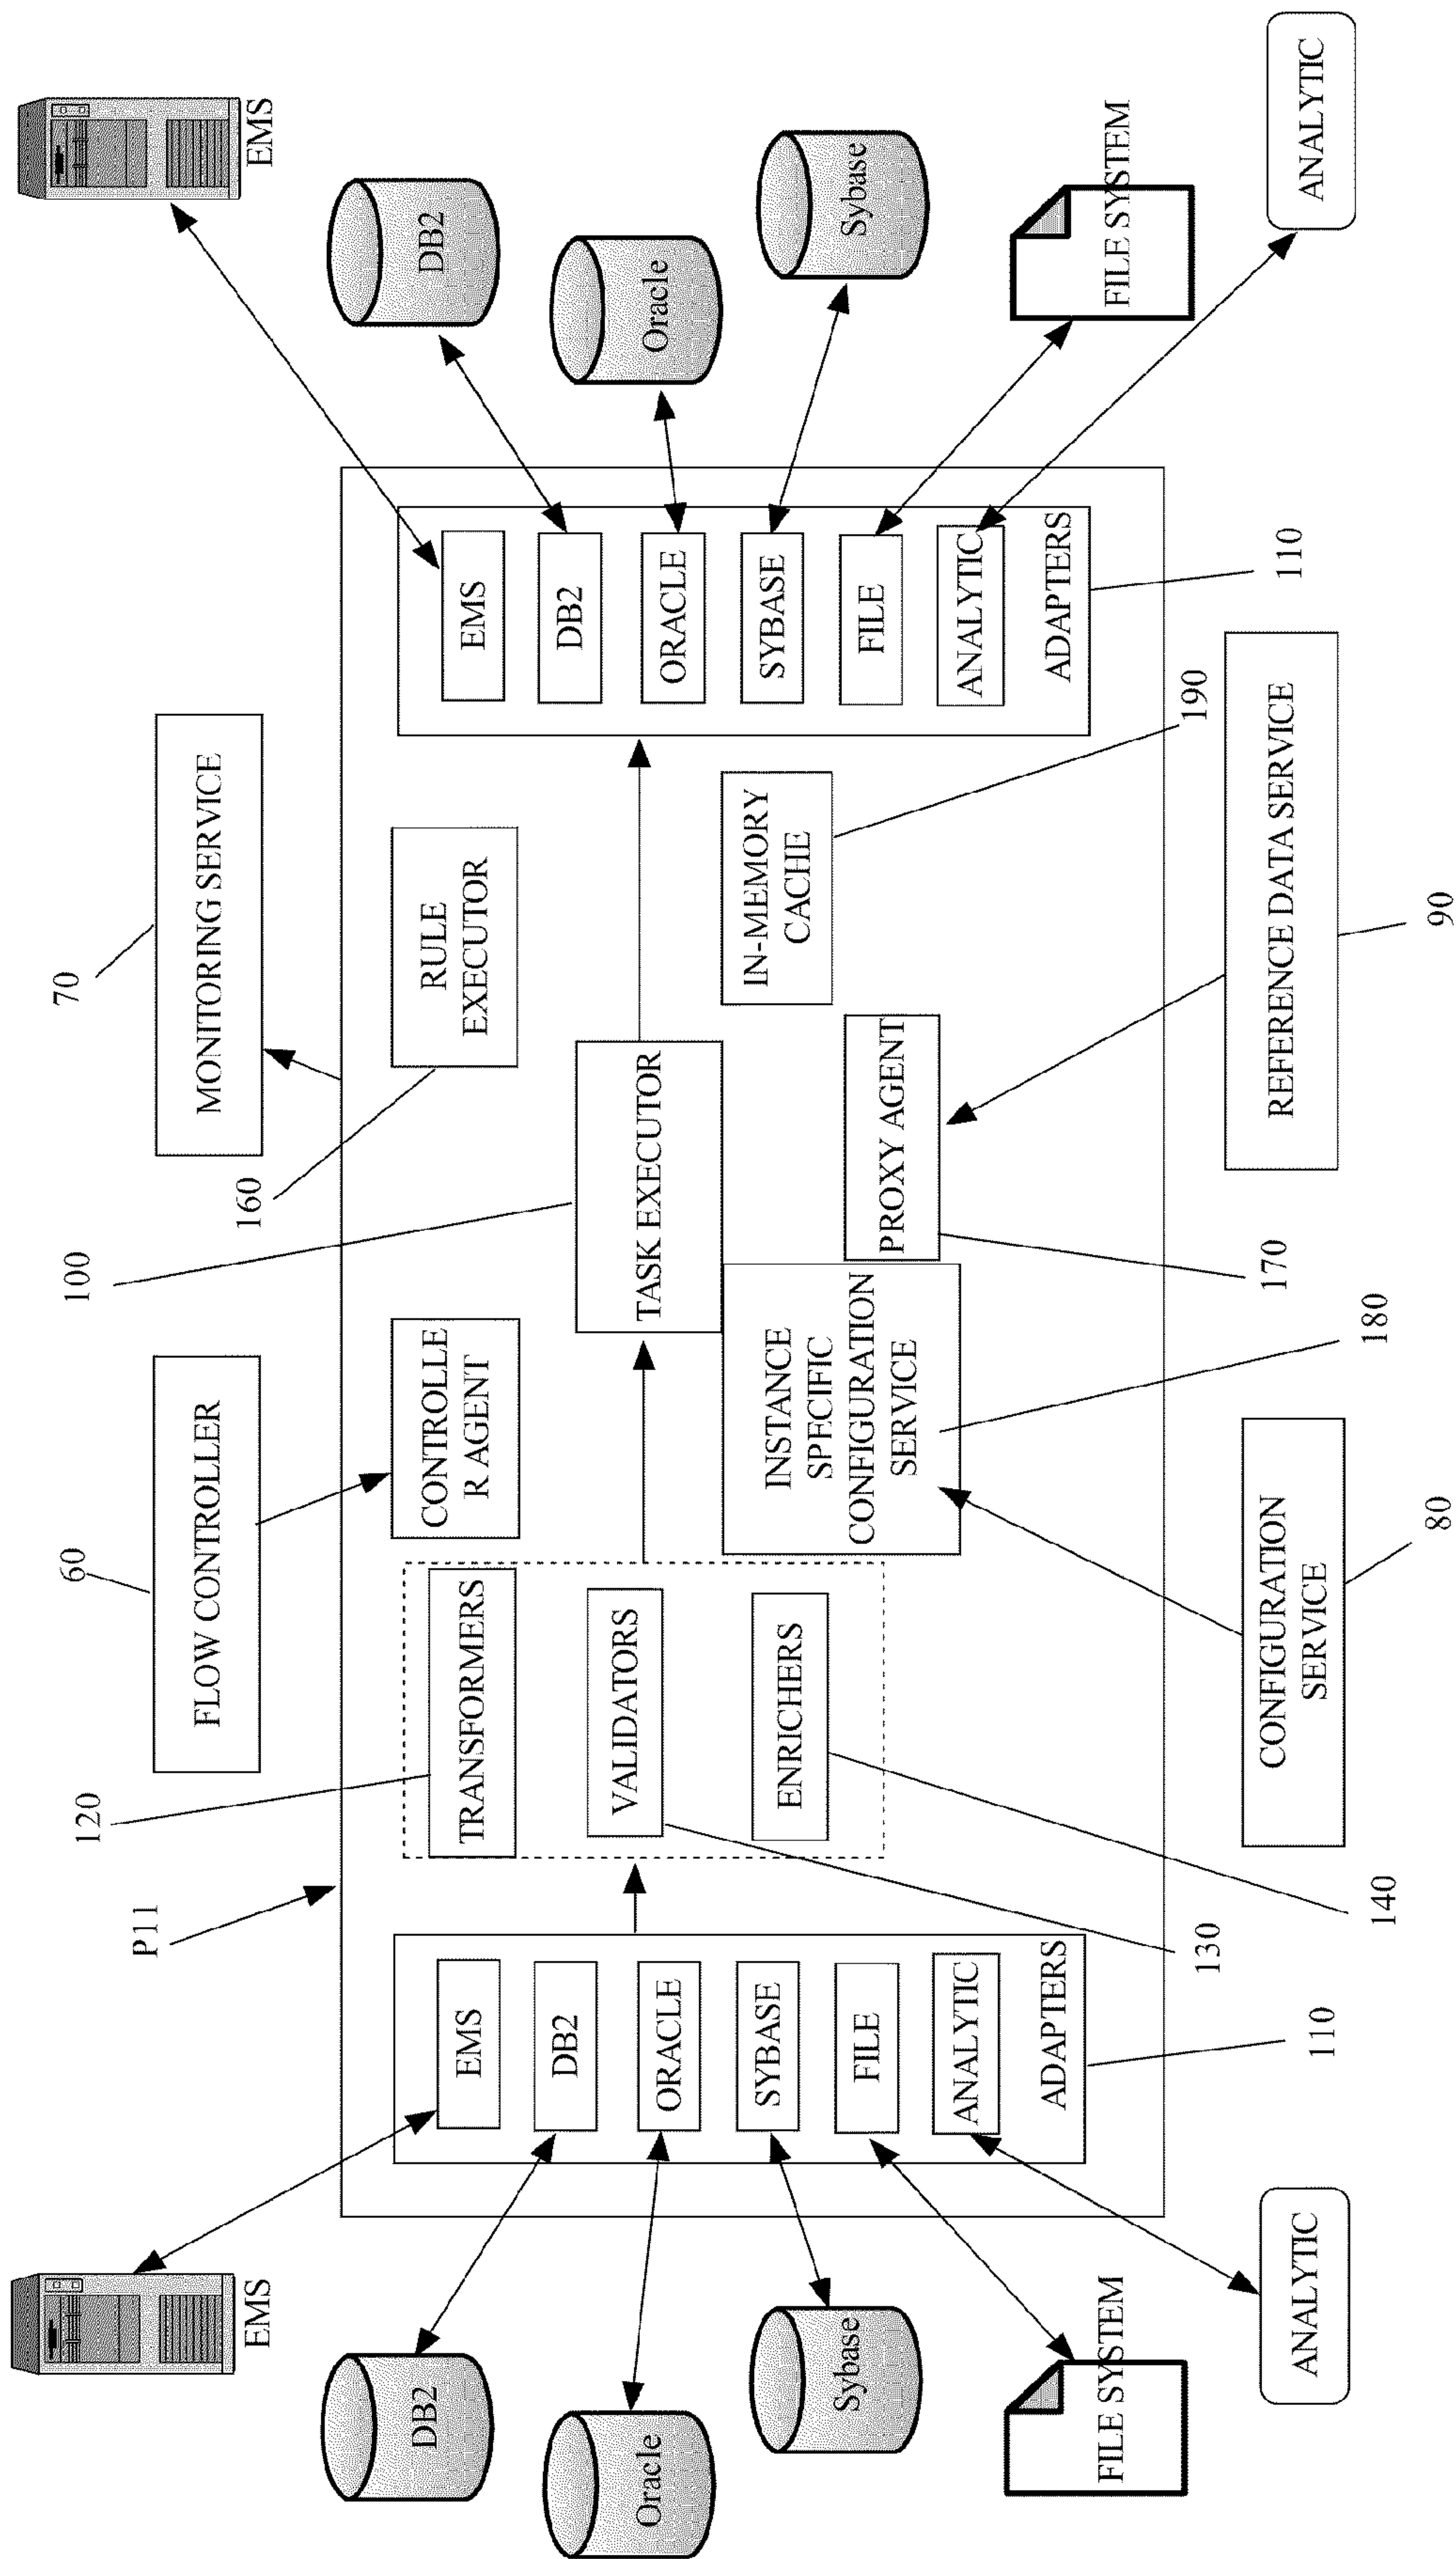 EMS
DB2
Oracle
Sybase
FILE SYSTEM
ANALYTIC
P11
110
EMS
DB2
ORACLE
SYBASE
FILE
ANALYTIC
ADAPTERS
120
TRANSFORMERS
VALIDATORS
ENRICHERS
130
140
60
FLOW CONTROLLER
CONTROLLE
R AGENT
100
TASK EXECUTOR
INSTANCE
SPECIFIC
CONFIGURATION
SERVICE
180
CONFIGURATION
SERVICE
80
70
MONITORING SERVICE
160
RULE
EXECUTOR
PROXY AGENT
170
IN-MEMORY
CACHE
190
REFERENCE DATA SERVICE
90
EMS
DB2
ORACLE
SYBASE
FILE
ANALYTIC
ADAPTERS
110
EMS
DB2
Oracle
Sybase
FILE SYSTEM
ANALYTIC